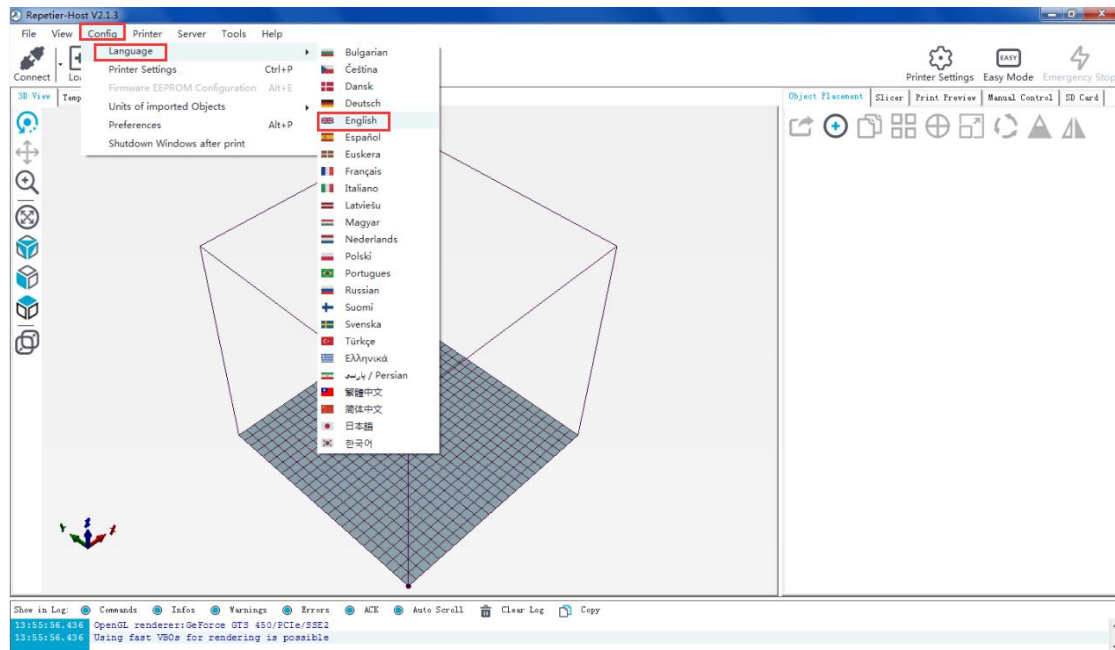 Repetier-Host V2.1.3
File View Config Printer Server Tools Help
Connect
Lo
Printer Settings Easy Mode Emergency Stop
EASY
Language
Printer Settings Ctrl+P
Firmware EEPROM Configuration Alt+E
Units of imported Objects
Preferences Alt+P
Shutdown Windows after print
Bulgarian
Čeština
Dansk
Deutsch
English
Español
Euskera
Français
Italiano
Latviešu
Magyar
Nederlands
Polski
Portugues
Russian
Suomi
Svenska
Türkçe
Ελληνικά
پارسی / Persian
繁體中文
简体中文
日本語
한국어
3D View Temp
Object Placement Slicer Print Preview Manual Control SD Card
Show in Log: Commands Infos Warnings Errors ACK Auto Scroll Clear Log Copy
13:55:56.436 OpenGL renderer:GeForce GTS 450/PCIe/SSE2
13:55:56.436 Using fast VBOs for rendering is possible